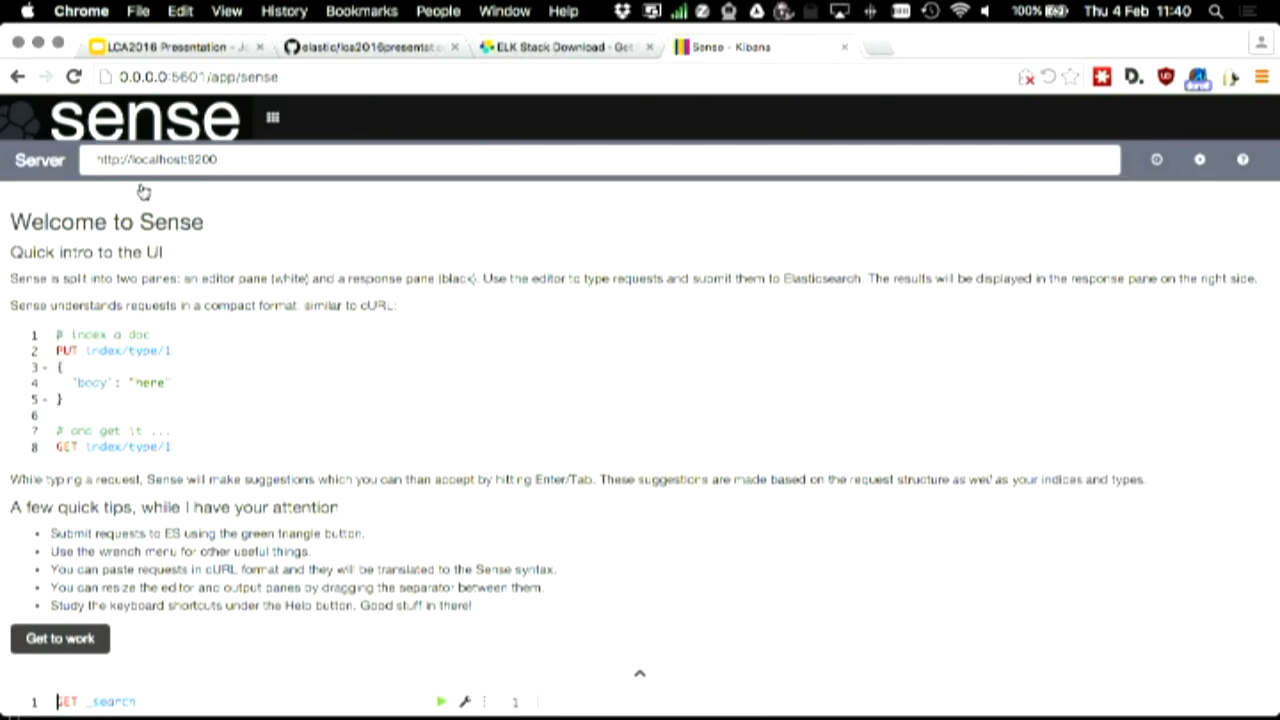 Chrome File Edit View History Bookmarks People Window Help 100% Thu 4 Feb 11:40
LCA2016 Presentation - J elastic/lca2016presentat ELK Stack Download - Get Sense - Kibana
0.0.0.0:5601/app/sense
sense
Server http://localhost:9200
Welcome to Sense
Quick intro to the UI
Sense is split into two panes: an editor pane (white) and a response pane (black). Use the editor to type requests and submit them to Elasticsearch. The results will be displayed in the response pane on the right side.
Sense understands requests in a compact format, similar to cURL:
1 # index a doc
2 PUT index/type/1
3 - {
4 "body": "here"
5 - }
6
7 # and get it ...
8 GET index/type/1
While typing a request, Sense will make suggestions which you can than accept by hitting Enter/Tab. These suggestions are made based on the request structure as well as your indices and types.
A few quick tips, while I have your attention
• Submit requests to ES using the green triangle button.
• Use the wrench menu for other useful things.
• You can paste requests in cURL format and they will be translated to the Sense syntax.
• You can resize the editor and output panes by dragging the separator between them.
• Study the keyboard shortcuts under the Help button. Good stuff in there!
Get to work
1 GET _search 1